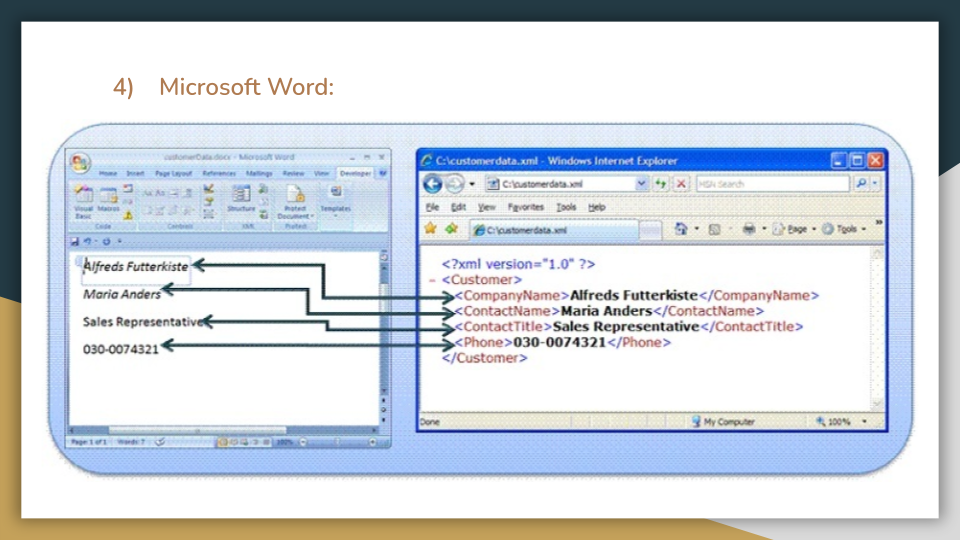 4) Microsoft Word:
customerData.docx - Microsoft Word
Home Insert Page Layout References Mailings Review View Developer
Visual Basic Macros Structure Protect Document Templates
Code Controls XML Protect
Alfreds Futterkiste
Maria Anders
Sales Representative
030-0074321
Page: 1 of 1 Words: 7 100%
C:\customerdata.xml - Windows Internet Explorer
C:\customerdata.xml MSN Search
File Edit View Favorites Tools Help
C:\customerdata.xml Page Tools
<?xml version="1.0" ?>
- <Customer>
<CompanyName>Alfreds Futterkiste</CompanyName>
<ContactName>Maria Anders</ContactName>
<ContactTitle>Sales Representative</ContactTitle>
<Phone>030-0074321</Phone>
</Customer>
Done My Computer 100%